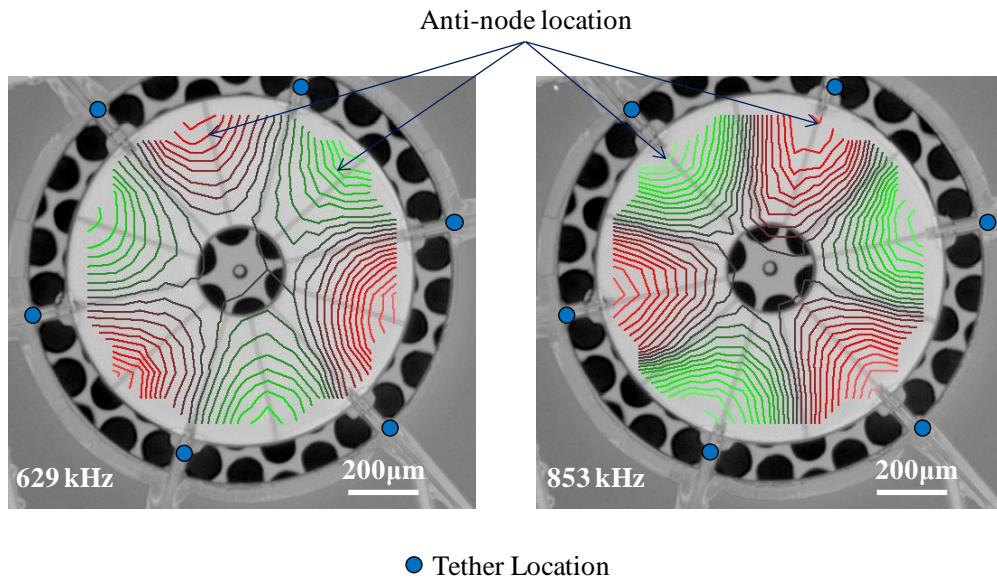 Anti-node location
629 kHz
200μm
853 kHz
200μm
Tether Location